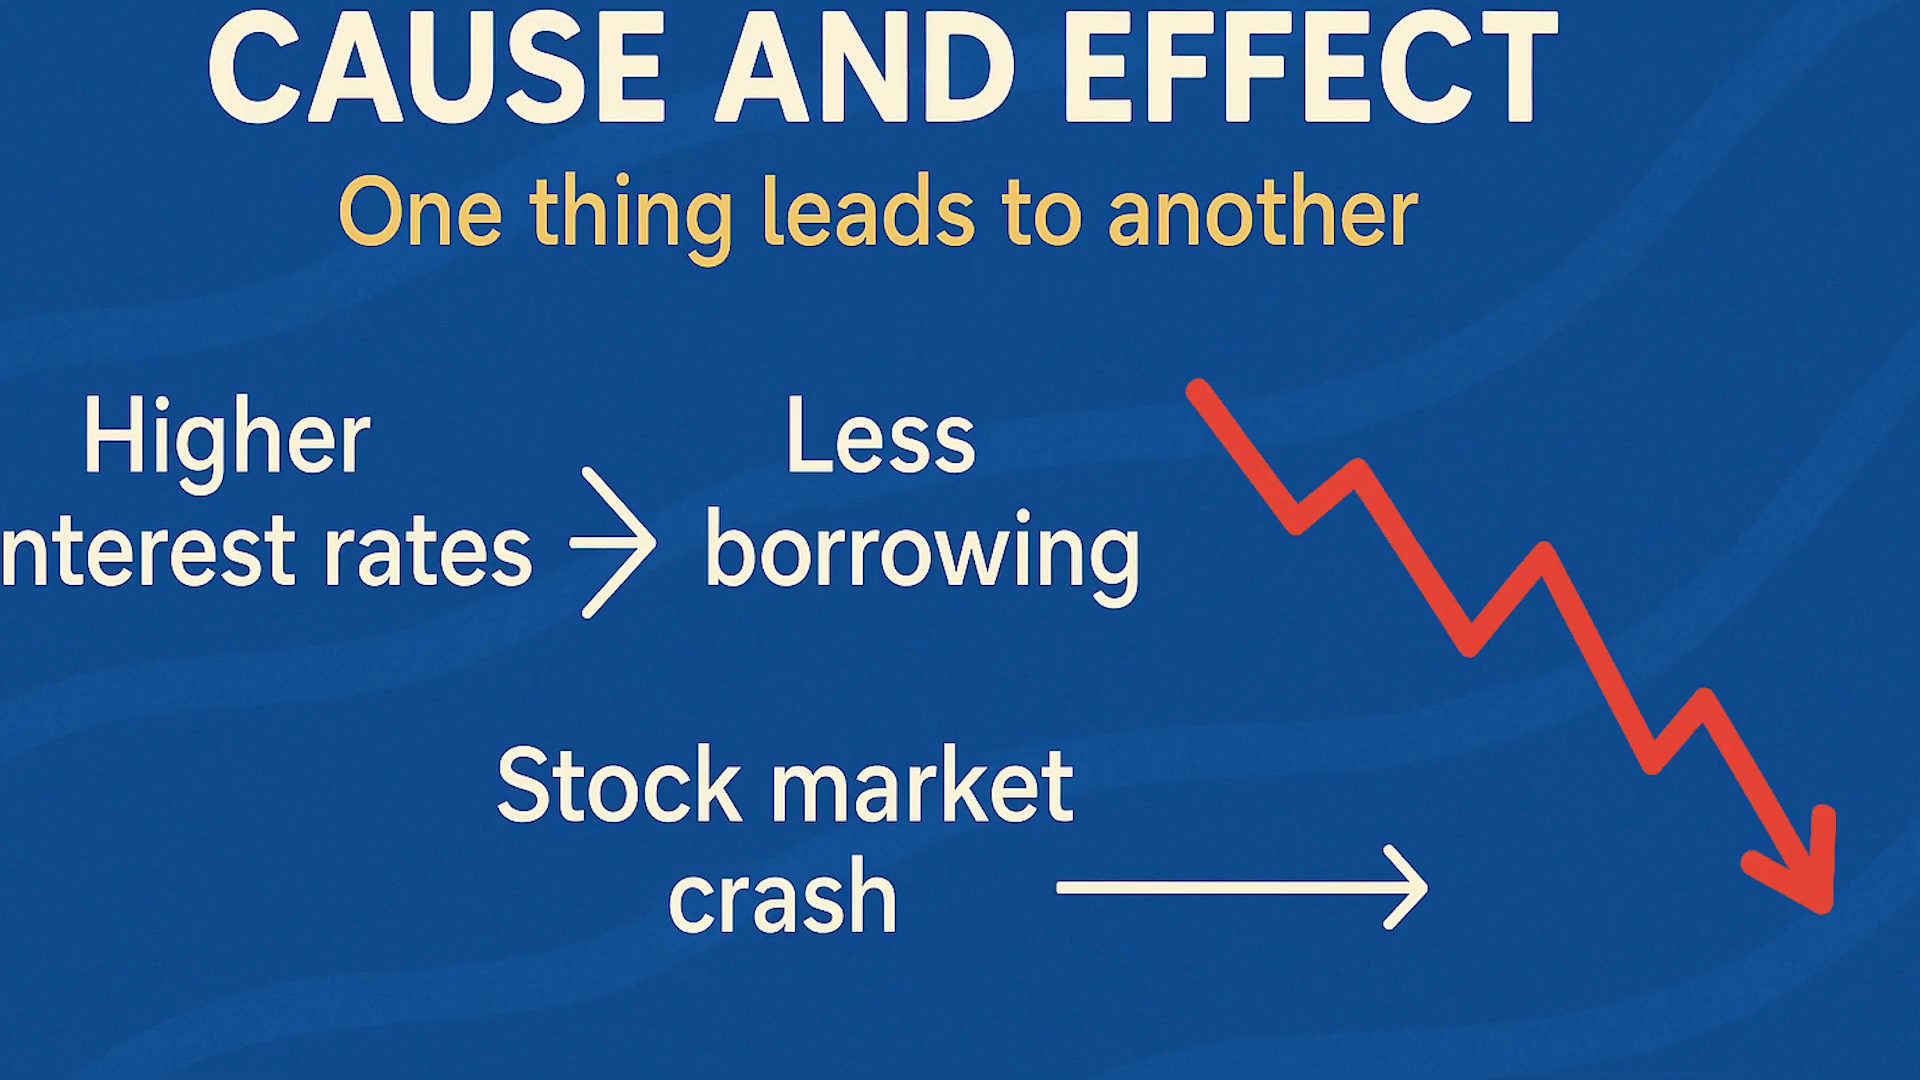 CAUSE AND EFFECT
One thing leads to another
Higher
nterest rates
Less
borrowing
Stock market
crash